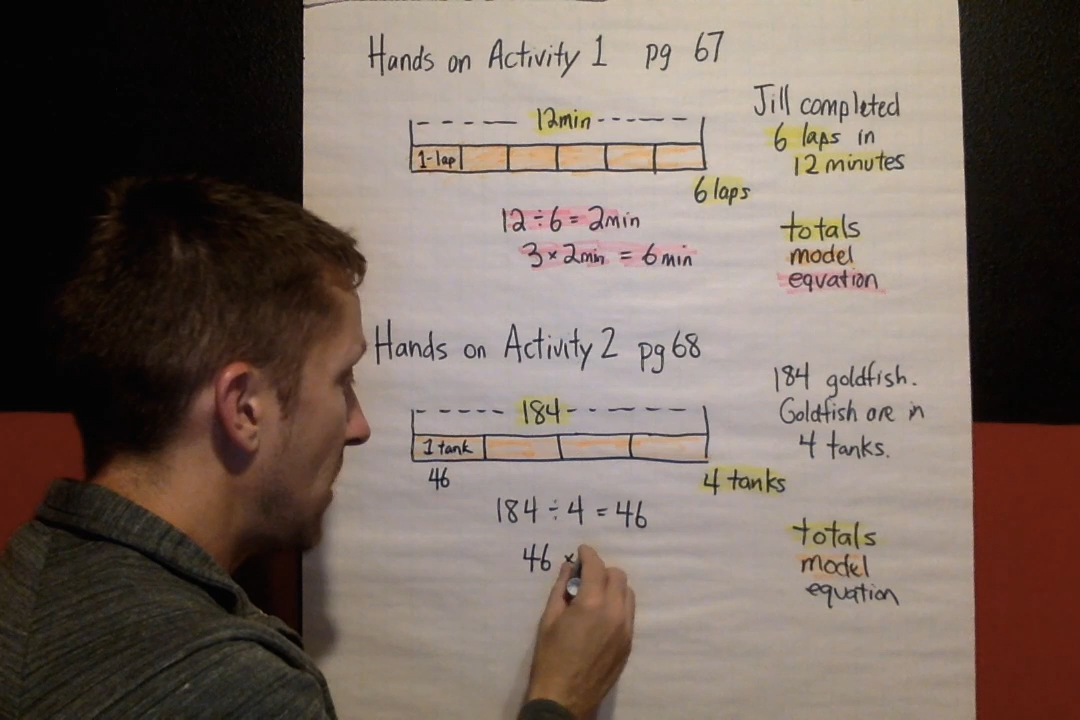 Hands on Activity 1 pg 67
12min
1-lap
6 laps
12 ÷ 6 = 2min
3 × 2min = 6min
Jill completed
6 laps in
12 minutes
totals
model
equation
Hands on Activity 2 pg 68
184
1 tank
46
4 tanks
184 ÷ 4 = 46
46 ×
184 goldfish.
Goldfish are in
4 tanks.
totals
model
equation